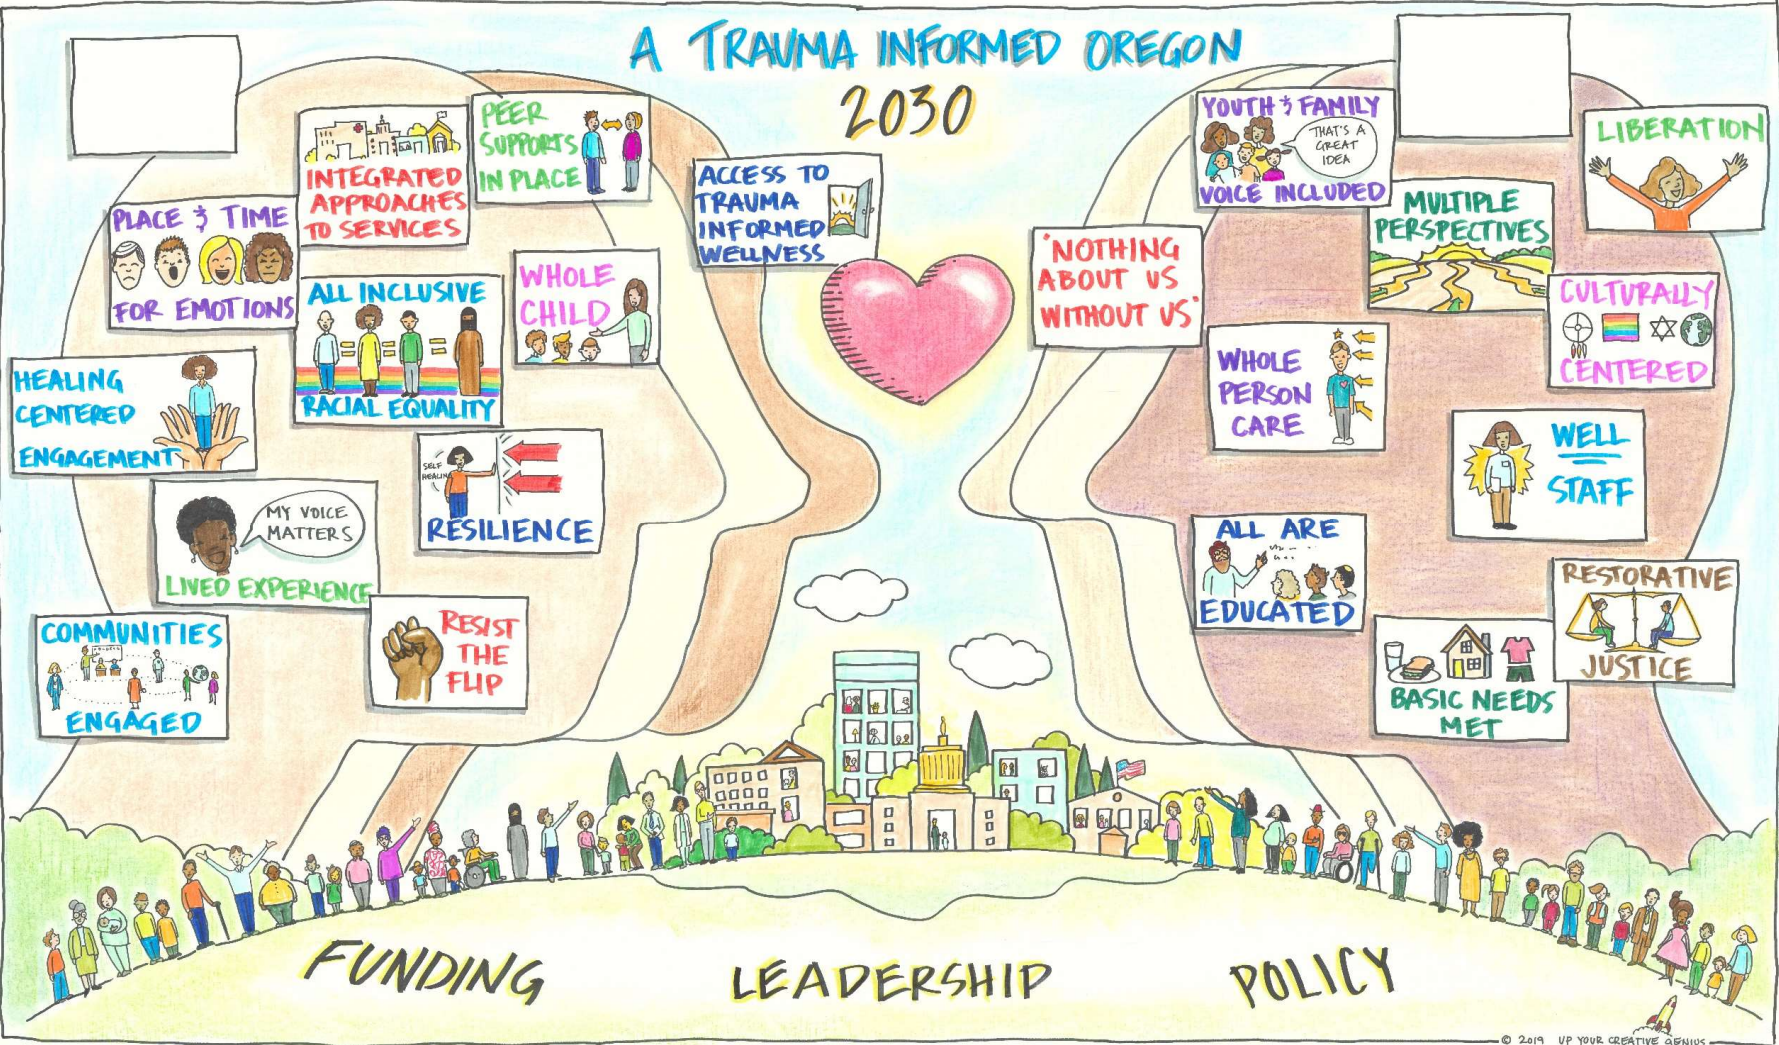 A TRAUMA INFORMED OREGON
2030
INTEGRATED
APPROACHES
TO SERVICES
PEER
SUPPORTS
IN PLACE
ACCESS TO
TRAUMA
INFORMED
WELLNESS
PLACE & TIME
FOR EMOTIONS
ALL INCLUSIVE
RACIAL EQUALITY
WHOLE
CHILD
HEALING
CENTERED
ENGAGEMENT
SELF
HEALING
RESILIENCE
MY VOICE
MATTERS
LIVED EXPERIENCE
COMMUNITIES
ENGAGED
RESIST
THE
FLIP
YOUTH & FAMILY
THAT'S A
GREAT
IDEA
VOICE INCLUDED
LIBERATION
MULTIPLE
PERSPECTIVES
"NOTHING
ABOUT US
WITHOUT US"
CULTURALLY
CENTERED
WHOLE
PERSON
CARE
WELL
STAFF
ALL ARE
EDUCATED
RESTORATIVE
JUSTICE
BASIC NEEDS
MET
FUNDING
LEADERSHIP
POLICY
© 2019 UP YOUR CREATIVE GENIUS